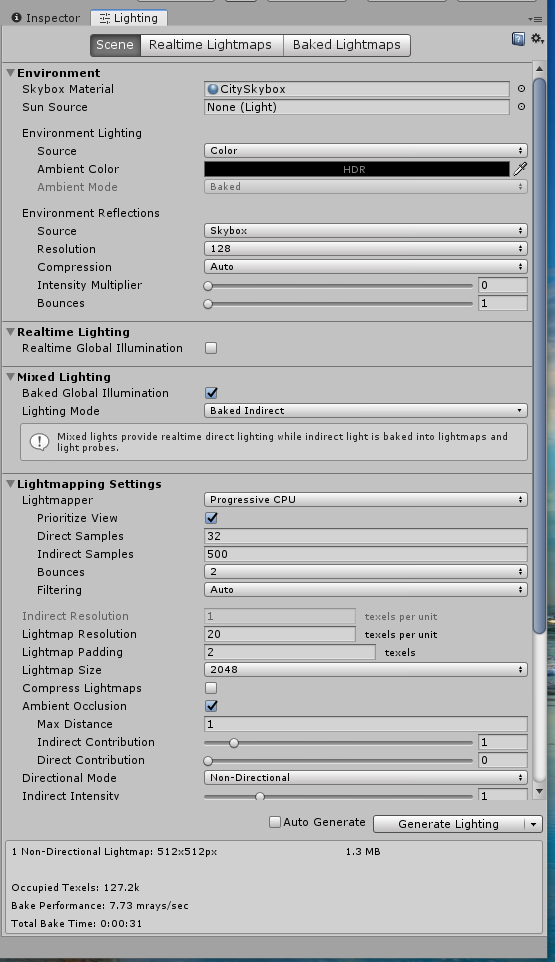 Inspector Lighting
Scene Realtime Lightmaps Baked Lightmaps
Environment
Skybox Material CitySkybox
Sun Source None (Light)
Environment Lighting
Source Color
Ambient Color HDR
Ambient Mode Baked
Environment Reflections
Source Skybox
Resolution 128
Compression Auto
Intensity Multiplier 0
Bounces 1
Realtime Lighting
Realtime Global Illumination
Mixed Lighting
Baked Global Illumination
Lighting Mode Baked Indirect
Mixed lights provide realtime direct lighting while indirect light is baked into lightmaps and
light probes.
Lightmapping Settings
Lightmapper Progressive CPU
Prioritize View
Direct Samples 32
Indirect Samples 500
Bounces 2
Filtering Auto
Indirect Resolution 1 texels per unit
Lightmap Resolution 20 texels per unit
Lightmap Padding 2 texels
Lightmap Size 2048
Compress Lightmaps
Ambient Occlusion
Max Distance 1
Indirect Contribution 1
Direct Contribution 0
Directional Mode Non-Directional
Indirect Intensity 1
Auto Generate Generate Lighting
1 Non-Directional Lightmap: 512x512px 1.3 MB
Occupied Texels: 127.2k
Bake Performance: 7.73 mrays/sec
Total Bake Time: 0:00:31